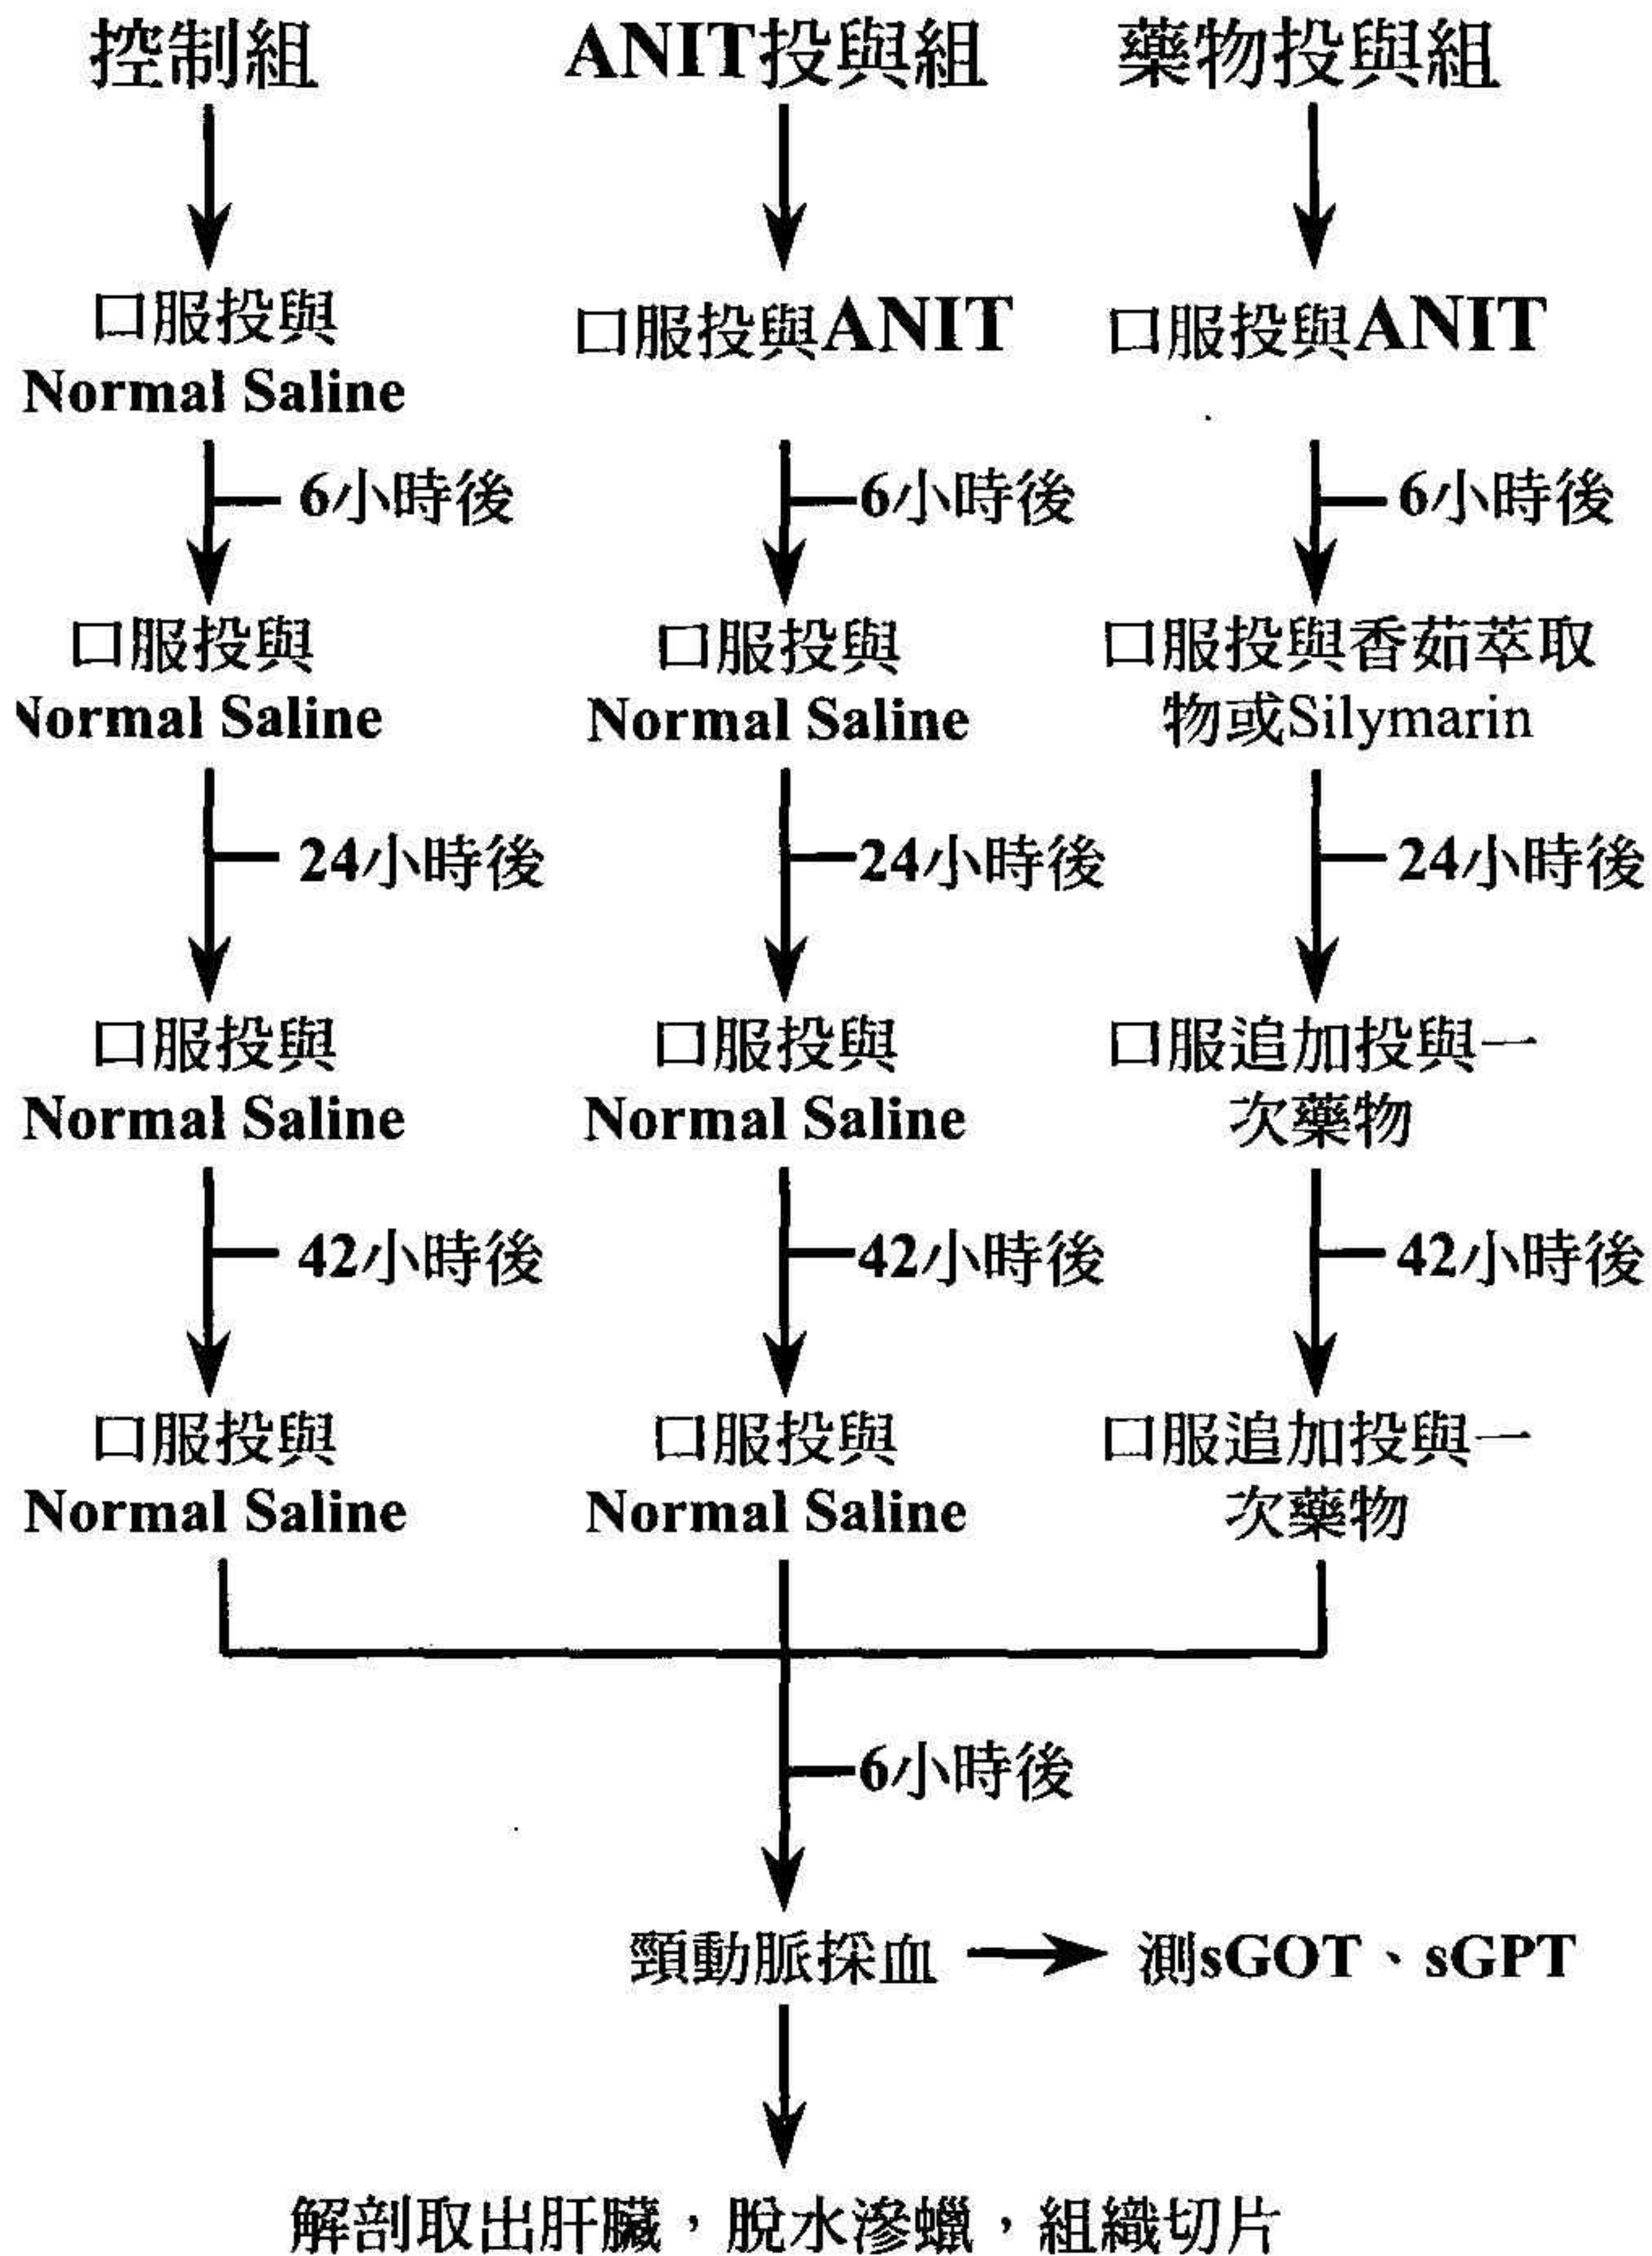 控制組
ANIT投與組
藥物投與組
口服投與
Normal Saline
口服投與ANIT
口服投與ANIT
6小時後
6小時後
6小時後
口服投與
Normal Saline
口服投與
Normal Saline
口服投與香茹萃取
物或Silymarin
24小時後
24小時後
24小時後
口服投與
Normal Saline
口服投與
Normal Saline
口服追加投與一
次藥物
42小時後
42小時後
42小時後
口服投與
Normal Saline
口服投與
Normal Saline
口服追加投與一
次藥物
6小時後
頸動脈採血
測sGOT、sGPT
解剖取出肝臟，脫水滲蠟，組織切片